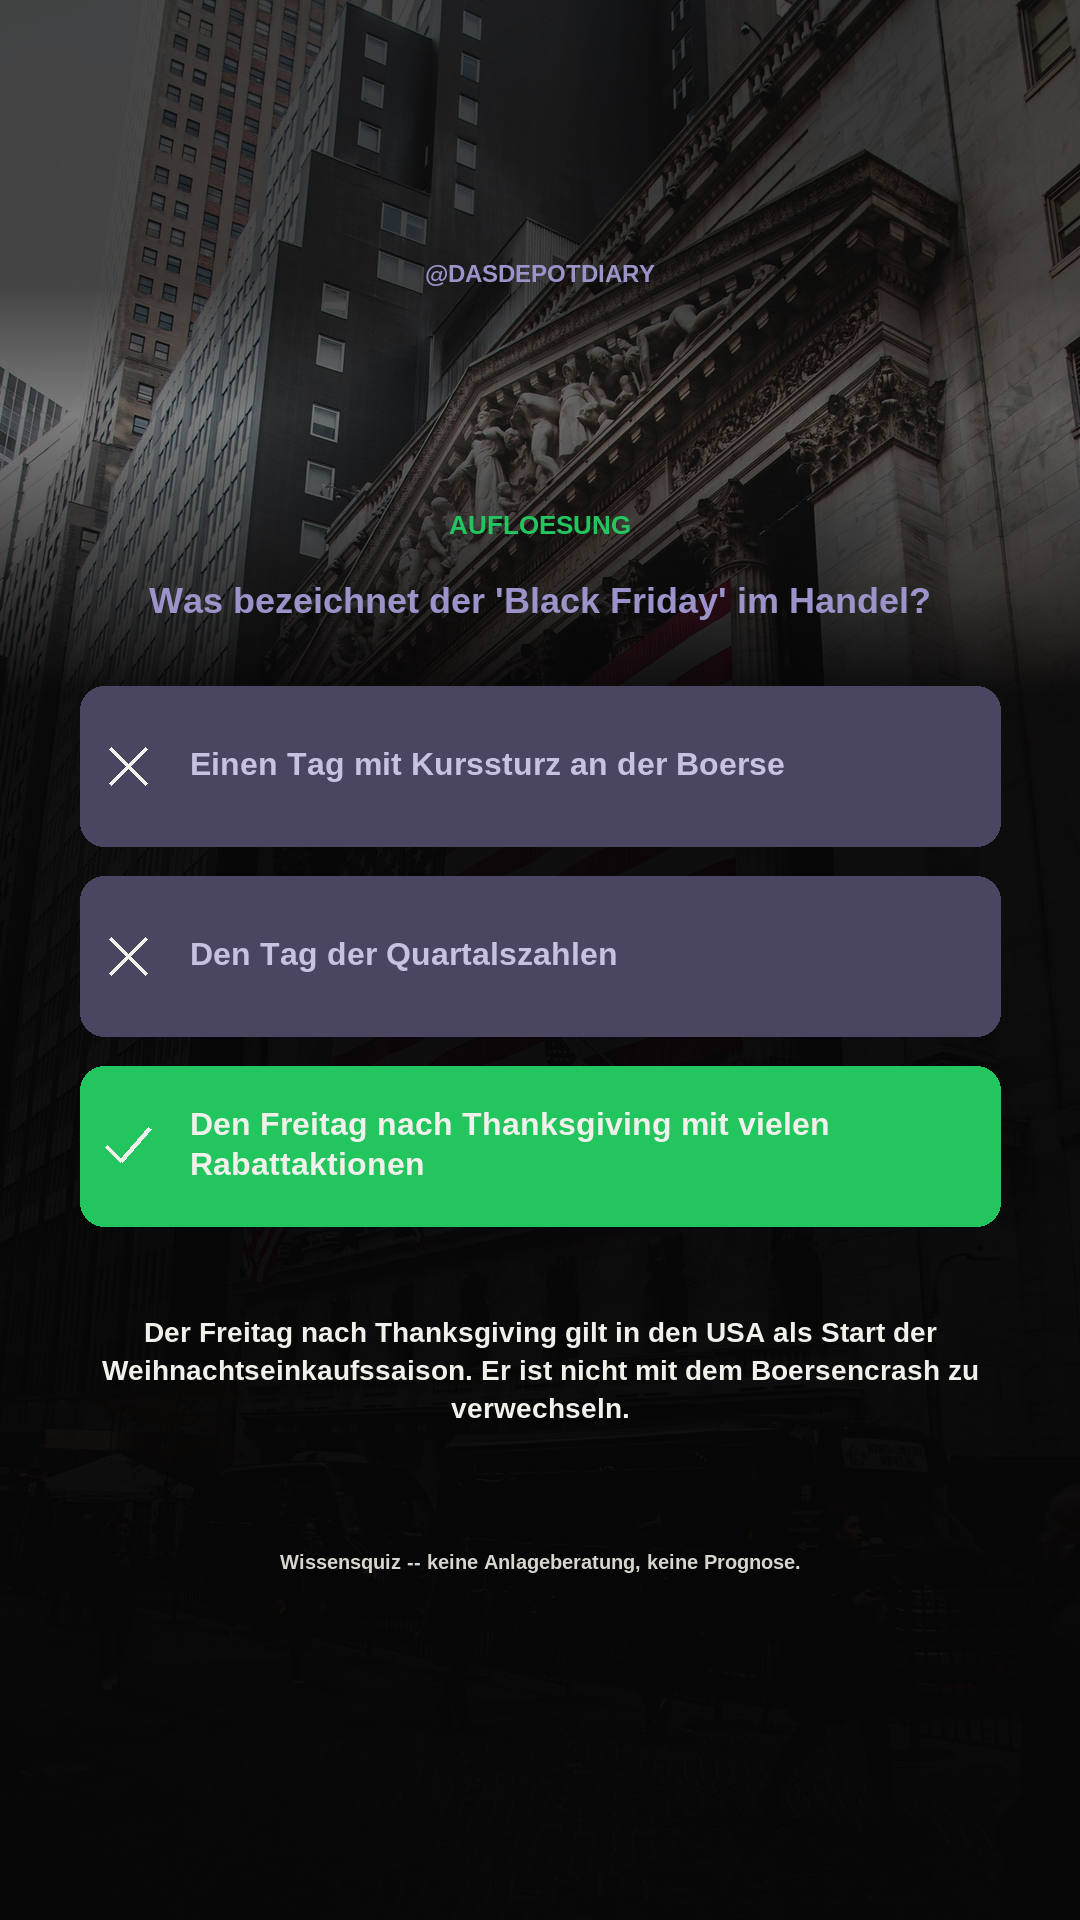 @DASDEPOTDIARY
AUFLOESUNG
Was bezeichnet der 'Black Friday' im Handel?
Einen Tag mit Kurssturz an der Boerse
Den Tag der Quartalszahlen
Den Freitag nach Thanksgiving mit vielen
Rabattaktionen
Der Freitag nach Thanksgiving gilt in den USA als Start der
Weihnachtseinkaufssaison. Er ist nicht mit dem Boersencrash zu
verwechseln.
Wissensquiz -- keine Anlageberatung, keine Prognose.